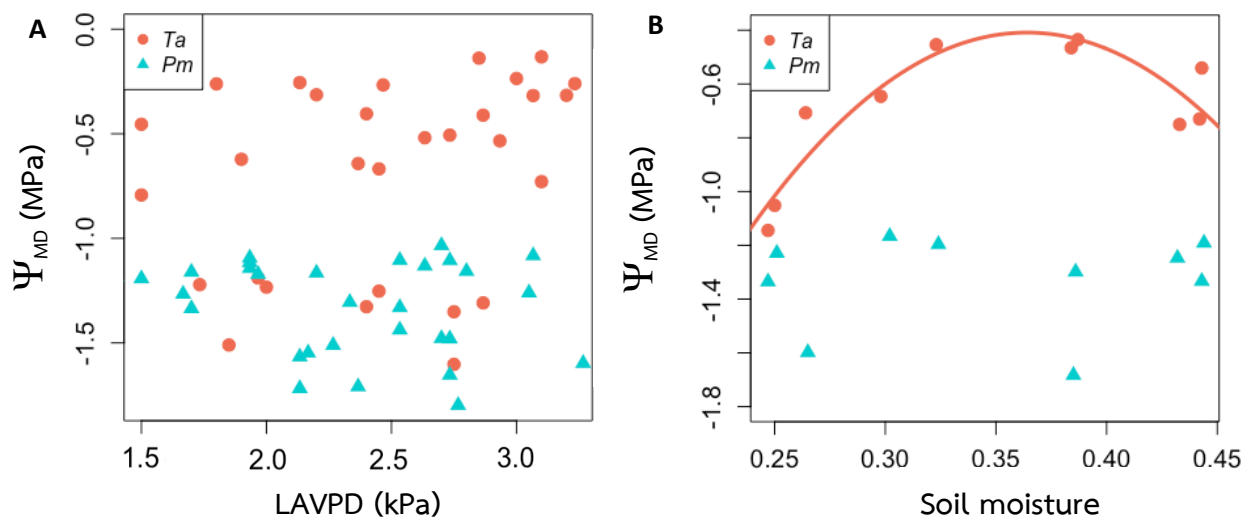 A
B
Ta
Pm
Ta
Pm
0.0
-0.5
-1.0
-1.5
ΨMD (MPa)
1.5 2.0 2.5 3.0
LAVPD (kPa)
-0.6
-1.0
-1.4
-1.8
ΨMD (MPa)
0.25 0.30 0.35 0.40 0.45
Soil moisture